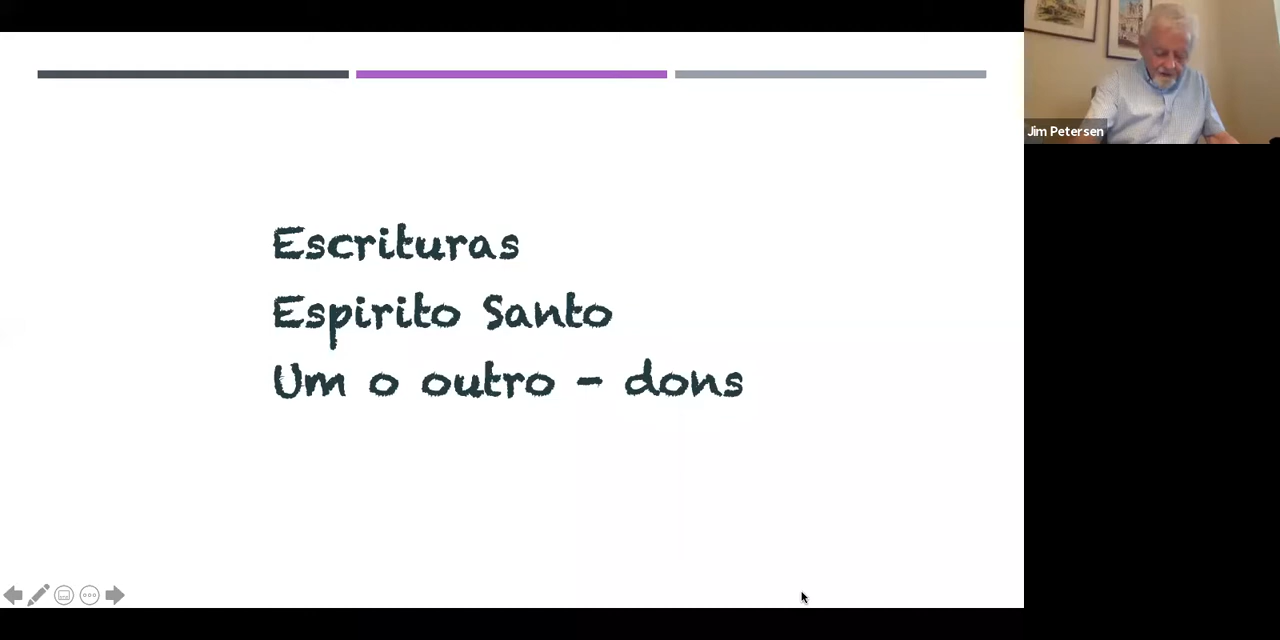 Escrituras
Espirito Santo
Um o outro - dons
Jim Petersen